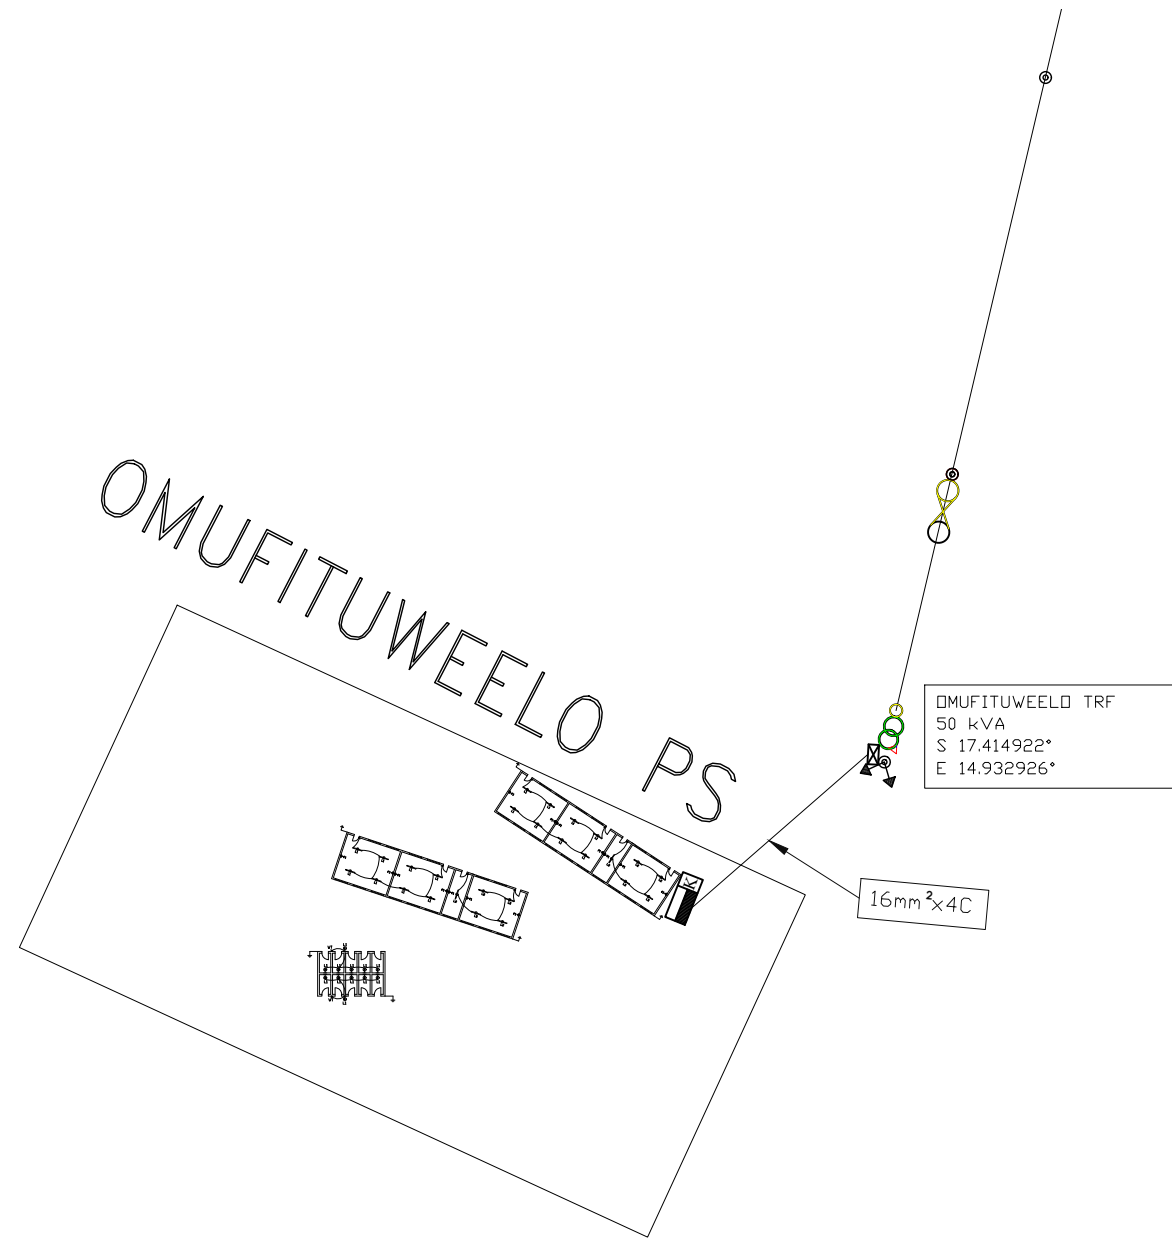 OMUFITUWEELO PS
OMUFITUWEELO TRF
50 kVA
S 17.414922°
E 14.932926°
K
16mm²x4C